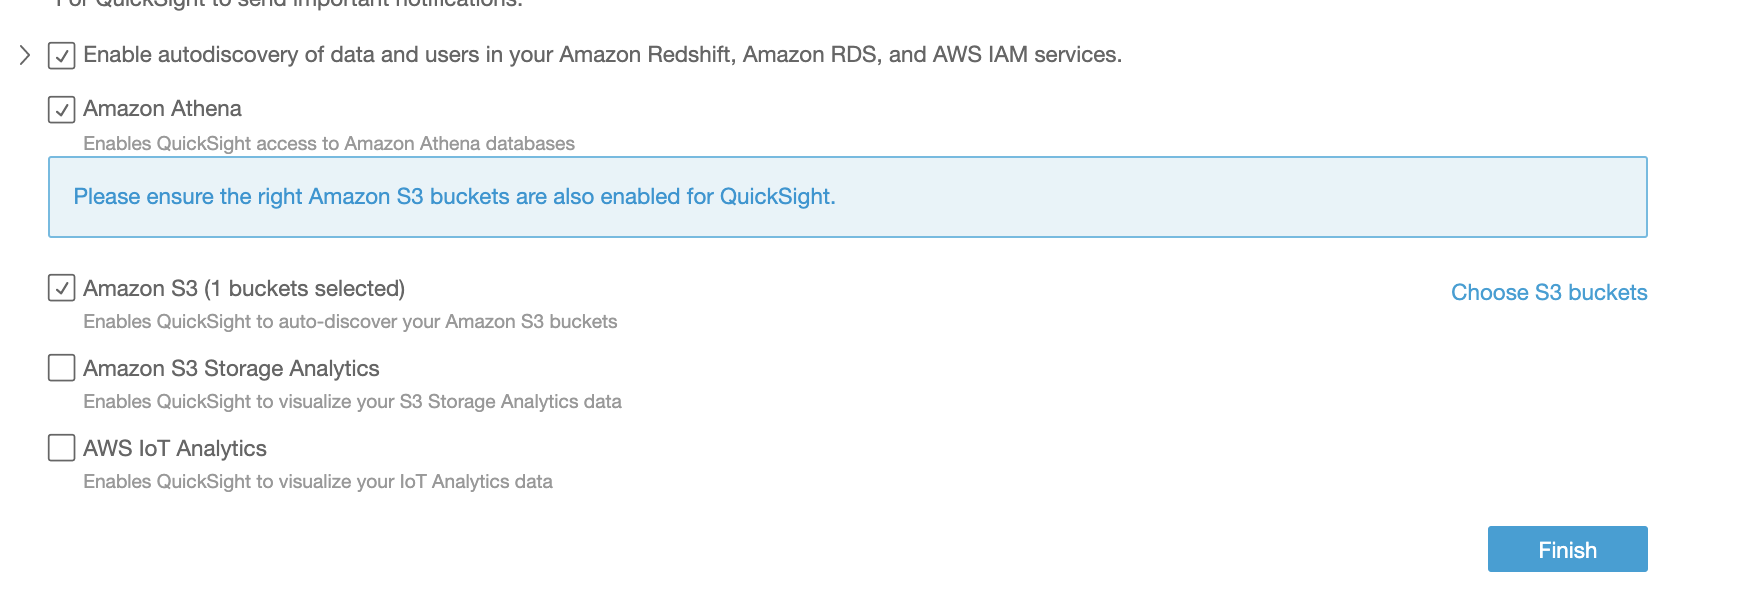 For QuickSight to send important notifications.
Enable autodiscovery of data and users in your Amazon Redshift, Amazon RDS, and AWS IAM services.
Amazon Athena
Enables QuickSight access to Amazon Athena databases
Please ensure the right Amazon S3 buckets are also enabled for QuickSight.
Amazon S3 (1 buckets selected)
Choose S3 buckets
Enables QuickSight to auto-discover your Amazon S3 buckets
Amazon S3 Storage Analytics
Enables QuickSight to visualize your S3 Storage Analytics data
AWS IoT Analytics
Enables QuickSight to visualize your IoT Analytics data
Finish